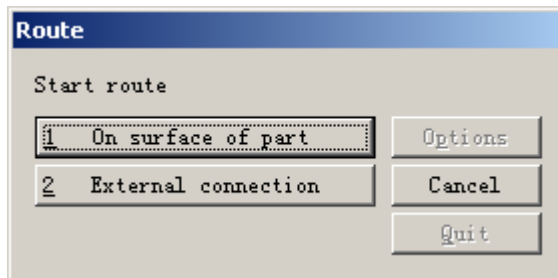 Route
Start route
1 On surface of part
Options
2 External connection
Cancel
Quit